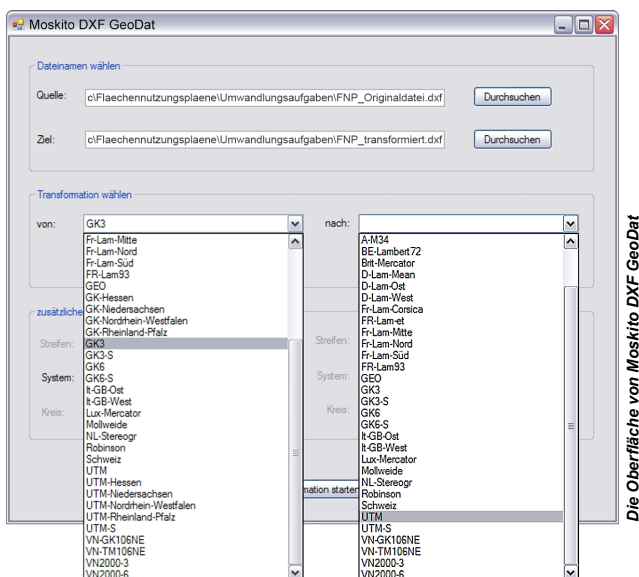 Moskito DXF GeoDat
Dateinamen wählen
Quelle:
c\Flaechennutzungsplaene\Umwandlungsaufgaben\FNP_Originaldatei.dxf
Durchsuchen
Ziel:
c\Flaechennutzungsplaene\Umwandlungsaufgaben\FNP_transformiert.dxf
Durchsuchen
Transformation wählen
von:
GK3
Fr-Lam-Mitte
Fr-Lam-Nord
Fr-Lam-Süd
FR-Lam93
GEO
GK-Hessen
GK-Niedersachsen
GK-Nordrhein-Westfalen
GK-Rheinland-Pfalz
GK3
GK3-S
GK6
GK6-S
It-GB-Ost
It-GB-West
Lux-Mercator
Mollweide
NL-Stereogr
Robinson
Schweiz
UTM
UTM-Hessen
UTM-Niedersachsen
UTM-Nordrhein-Westfalen
UTM-Rheinland-Pfalz
UTM-S
VN-GK106NE
VN-TM106NE
VN2000-3
VN2000-6
nach:
A-M34
BE-Lambert72
Brit-Mercator
D-Lam-Mean
D-Lam-Ost
D-Lam-West
Fr-Lam-Corsica
FR-Lam-et
Fr-Lam-Mitte
Fr-Lam-Nord
Fr-Lam-Süd
FR-Lam93
GEO
GK3
GK3-S
GK6
GK6-S
It-GB-Ost
It-GB-West
Lux-Mercator
Mollweide
NL-Stereogr
Robinson
Schweiz
UTM
UTM-S
VN-GK106NE
VN-TM106NE
VN2000-3
VN2000-6
zusätzliche
Streifen:
System:
Kreis:
Streifen:
System:
Kreis:
mation starten
Die Oberfläche von Moskito DXF GeoDat